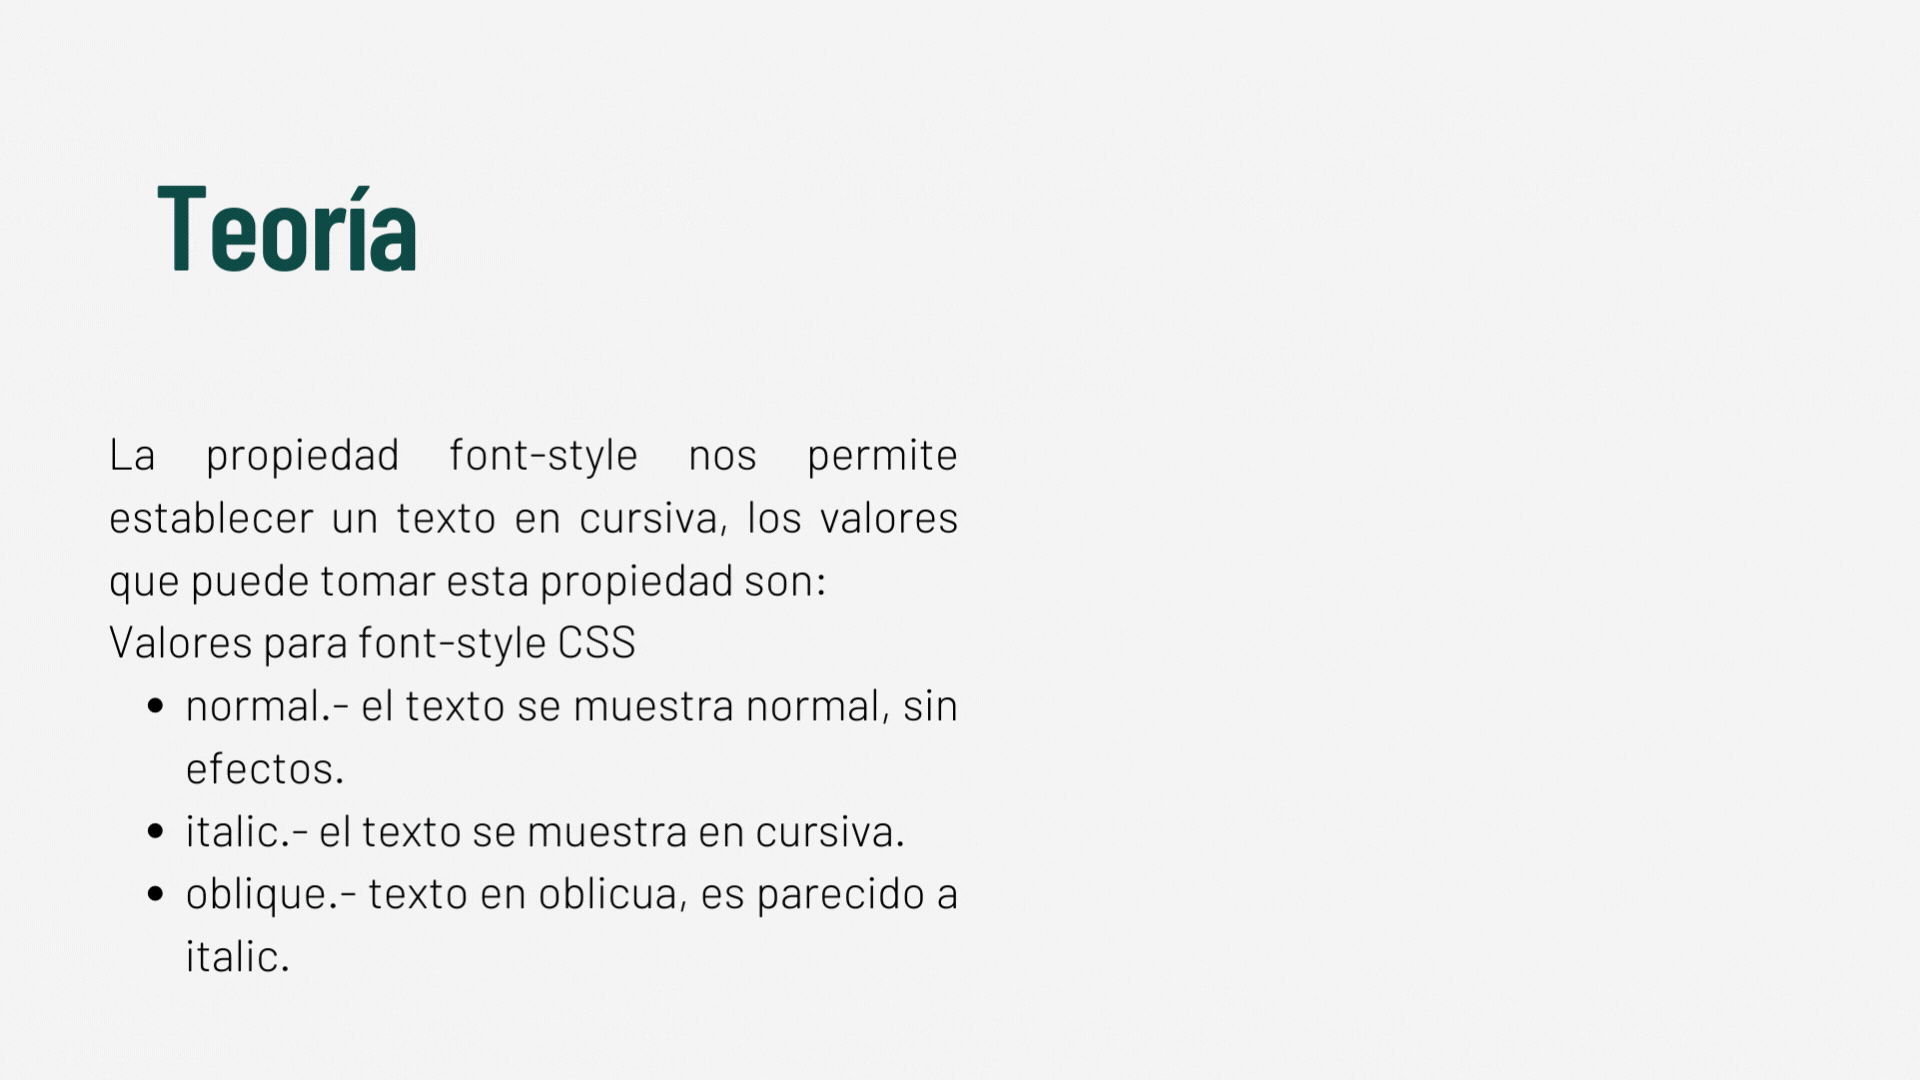 Teoría
La propiedad font-style nos permite
establecer un texto en cursiva, los valores
que puede tomar esta propiedad son:
Valores para font-style CSS
• normal.- el texto se muestra normal, sin
efectos.
• italic.- el texto se muestra en cursiva.
• oblique.- texto en oblicua, es parecido a
italic.